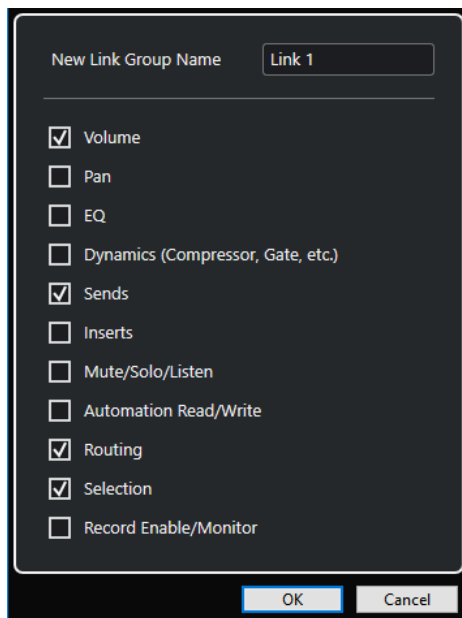 New Link Group Name Link 1
Volume
Pan
EQ
Dynamics (Compressor, Gate, etc.)
Sends
Inserts
Mute/Solo/Listen
Automation Read/Write
Routing
Selection
Record Enable/Monitor
OK Cancel